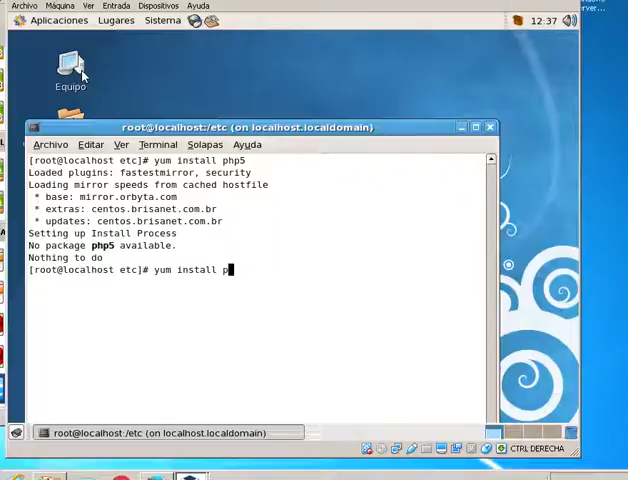 Archivo Máquina Ver Entrada Dispositivos Ayuda
Aplicaciones Lugares Sistema 12:37
Equipo
root@localhost:/etc (on localhost.localdomain)
Archivo Editar Ver Terminal Solapas Ayuda
[root@localhost etc]# yum install php5
Loaded plugins: fastestmirror, security
Loading mirror speeds from cached hostfile
* base: mirror.orbyta.com
* extras: centos.brisanet.com.br
* updates: centos.brisanet.com.br
Setting up Install Process
No package php5 available.
Nothing to do
[root@localhost etc]# yum install p
root@localhost:/etc (on localhost.localdomain)
CTRL DERECHA